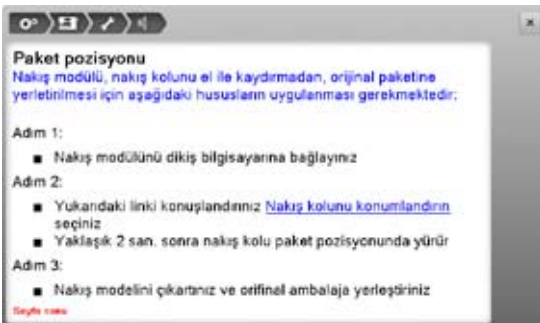 Paket pozisyonu
Nakış modülü, nakış kolunu el ile kaydırmadan, orijinal paketine
yerletirilmesi için aşağıdaki hususların uygulanması gerekmektedir:
Adım 1:
■ Nakış modülünü dikiş bilgisayarına bağlayınız
Adım 2:
■ Yukarıdaki linki konuşlandırınız Nakış kolunu konumlandırın
seçiniz
■ Yaklaşık 2 san. sonra nakış kolu paket pozisyonunda yürür
Adım 3:
■ Nakış modelini çıkartınız ve orifinal ambalaja yerleştiriniz
Sayfa sonu